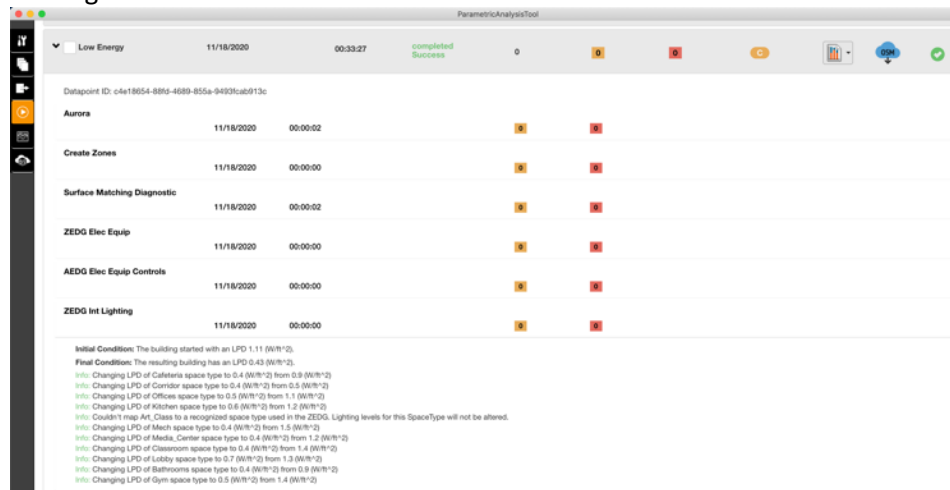 ParametricAnalysisTool
Low Energy 11/18/2020 00:33:27 completed Success 0 0 0 C OSM
Datapoint ID: c4e18654-88fd-4689-855a-9493fcab913c
Aurora
11/18/2020 00:00:02 0 0
Create Zones
11/18/2020 00:00:00 0 0
Surface Matching Diagnostic
11/18/2020 00:00:02 0 0
ZEDG Elec Equip
11/18/2020 00:00:00 0 0
AEDG Elec Equip Controls
11/18/2020 00:00:00 0 0
ZEDG Int Lighting
11/18/2020 00:00:00 0 0
Initial Condition: The building started with an LPD 1.11 (W/ft^2).
Final Condition: The resulting building has an LPD 0.43 (W/ft^2).
Info: Changing LPD of Cafeteria space type to 0.4 (W/ft^2) from 0.9 (W/ft^2)
Info: Changing LPD of Corridor space type to 0.4 (W/ft^2) from 0.5 (W/ft^2)
Info: Changing LPD of Offices space type to 0.5 (W/ft^2) from 1.1 (W/ft^2)
Info: Changing LPD of Kitchen space type to 0.6 (W/ft^2) from 1.2 (W/ft^2)
Info: Couldn't map Art_Class to a recognized space type used in the ZEDG. Lighting levels for this SpaceType will not be altered.
Info: Changing LPD of Mech space type to 0.4 (W/ft^2) from 1.5 (W/ft^2)
Info: Changing LPD of Media_Center space type to 0.4 (W/ft^2) from 1.2 (W/ft^2)
Info: Changing LPD of Classroom space type to 0.4 (W/ft^2) from 1.4 (W/ft^2)
Info: Changing LPD of Lobby space type to 0.7 (W/ft^2) from 1.3 (W/ft^2)
Info: Changing LPD of Bathrooms space type to 0.4 (W/ft^2) from 0.9 (W/ft^2)
Info: Changing LPD of Gym space type to 0.5 (W/ft^2) from 1.4 (W/ft^2)